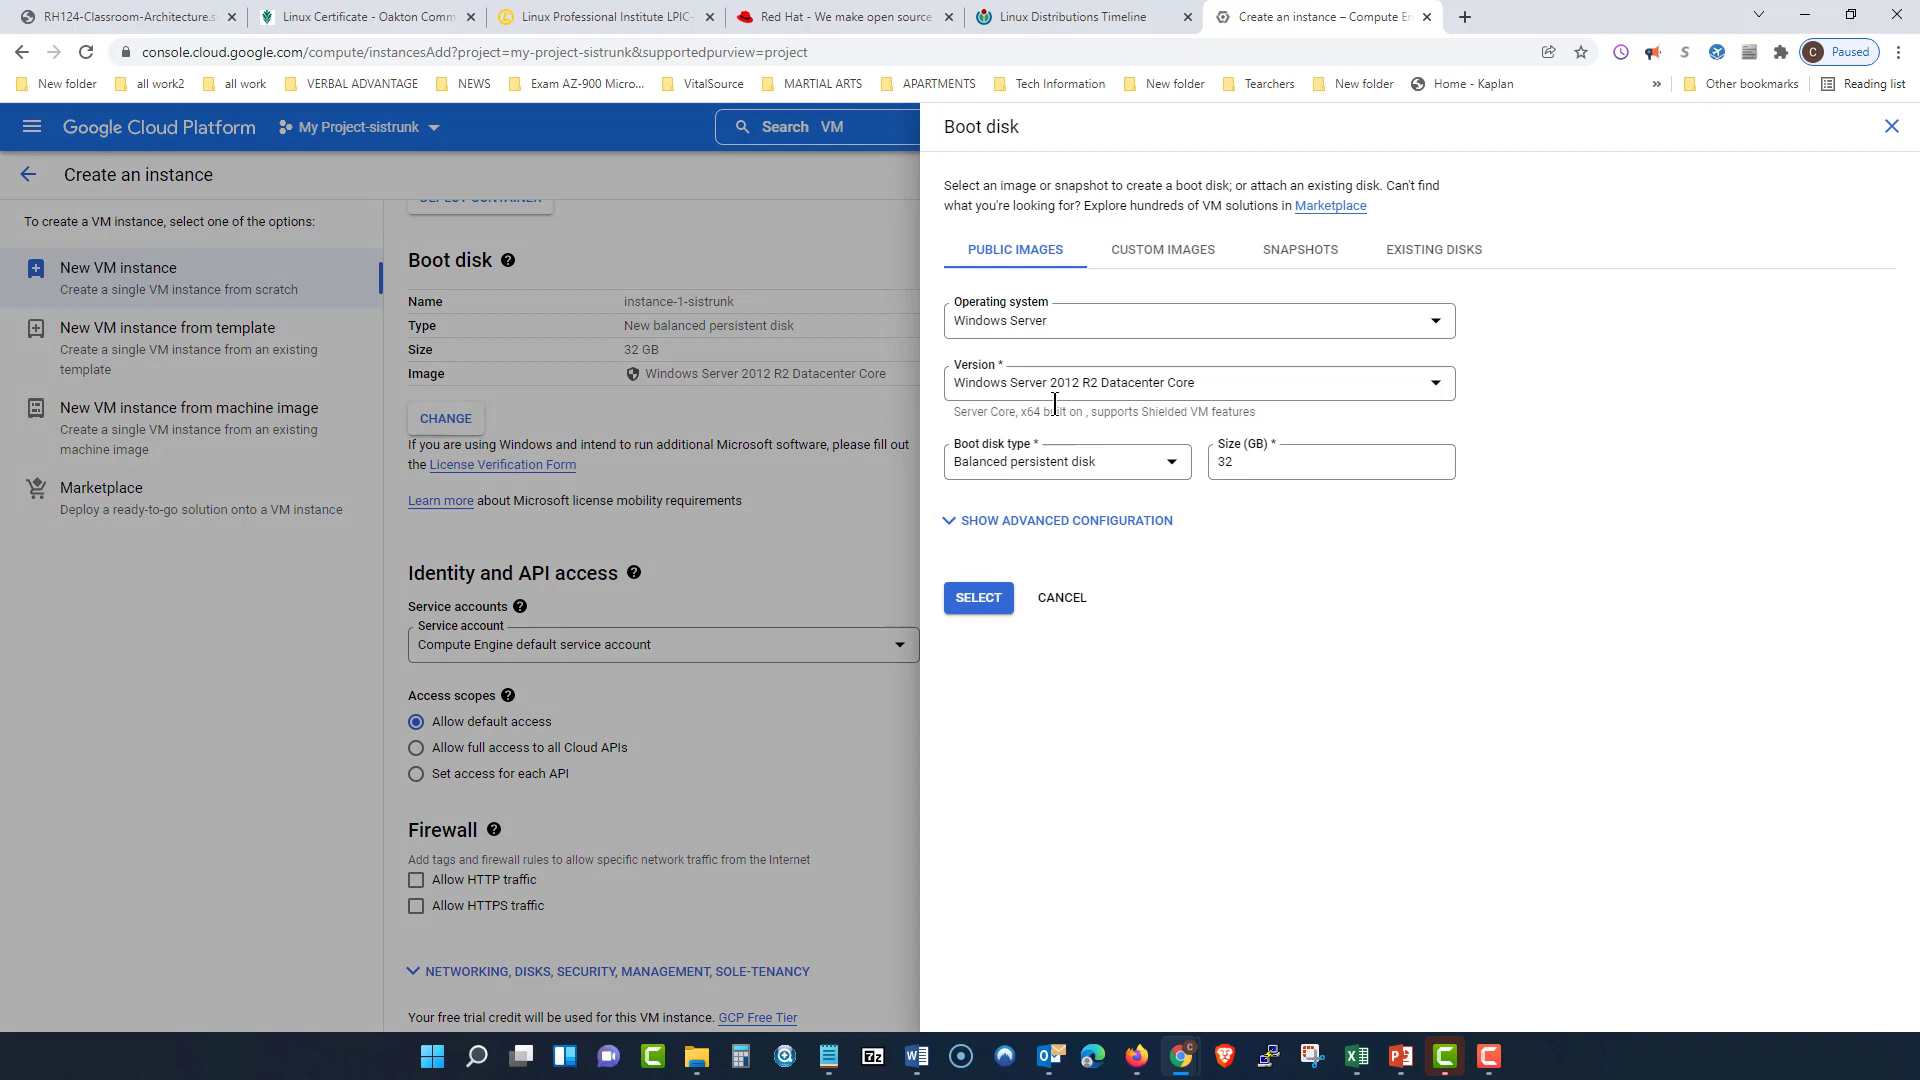 RH124-Classroom-Architecture.s
Linux Certificate - Oakton Comm
Linux Professional Institute LPIC-
Red Hat - We make open source
Linux Distributions Timeline
Create an instance – Compute En
console.cloud.google.com/compute/instancesAdd?project=my-project-sistrunk&supportedpurview=project
C Paused
New folder
all work2
all work
VERBAL ADVANTAGE
NEWS
Exam AZ-900 Micro...
VitalSource
MARTIAL ARTS
APARTMENTS
Tech Information
New folder
Tearchers
New folder
Home - Kaplan
»
Other bookmarks
Reading list
Google Cloud Platform
My Project-sistrunk
Search VM
Create an instance
To create a VM instance, select one of the options:
New VM instance
Create a single VM instance from scratch
New VM instance from template
Create a single VM instance from an existing
template
New VM instance from machine image
Create a single VM instance from an existing
machine image
Marketplace
Deploy a ready-to-go solution onto a VM instance
DEPLOY CONTAINER
Boot disk
Name instance-1-sistrunk
Type New balanced persistent disk
Size 32 GB
Image Windows Server 2012 R2 Datacenter Core
CHANGE
If you are using Windows and intend to run additional Microsoft software, please fill out
the License Verification Form
Learn more about Microsoft license mobility requirements
Identity and API access
Service accounts
Service account
Compute Engine default service account
Access scopes
Allow default access
Allow full access to all Cloud APIs
Set access for each API
Firewall
Add tags and firewall rules to allow specific network traffic from the Internet
Allow HTTP traffic
Allow HTTPS traffic
NETWORKING, DISKS, SECURITY, MANAGEMENT, SOLE-TENANCY
Your free trial credit will be used for this VM instance. GCP Free Tier
Boot disk
Select an image or snapshot to create a boot disk; or attach an existing disk. Can't find
what you're looking for? Explore hundreds of VM solutions in Marketplace
PUBLIC IMAGES
CUSTOM IMAGES
SNAPSHOTS
EXISTING DISKS
Operating system
Windows Server
Version *
Windows Server 2012 R2 Datacenter Core
Server Core, x64 built on , supports Shielded VM features
Boot disk type *
Balanced persistent disk
Size (GB) *
32
SHOW ADVANCED CONFIGURATION
SELECT
CANCEL